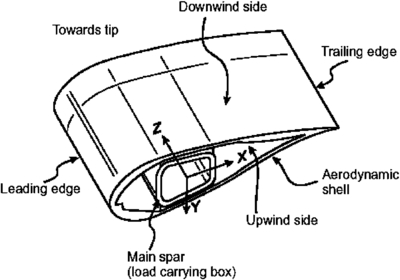 Downwind side
Towards tip
Trailing edge
Z
X
Leading edge
Y
Aerodynamic
shell
Upwind side
Main spar
(load carrying box)